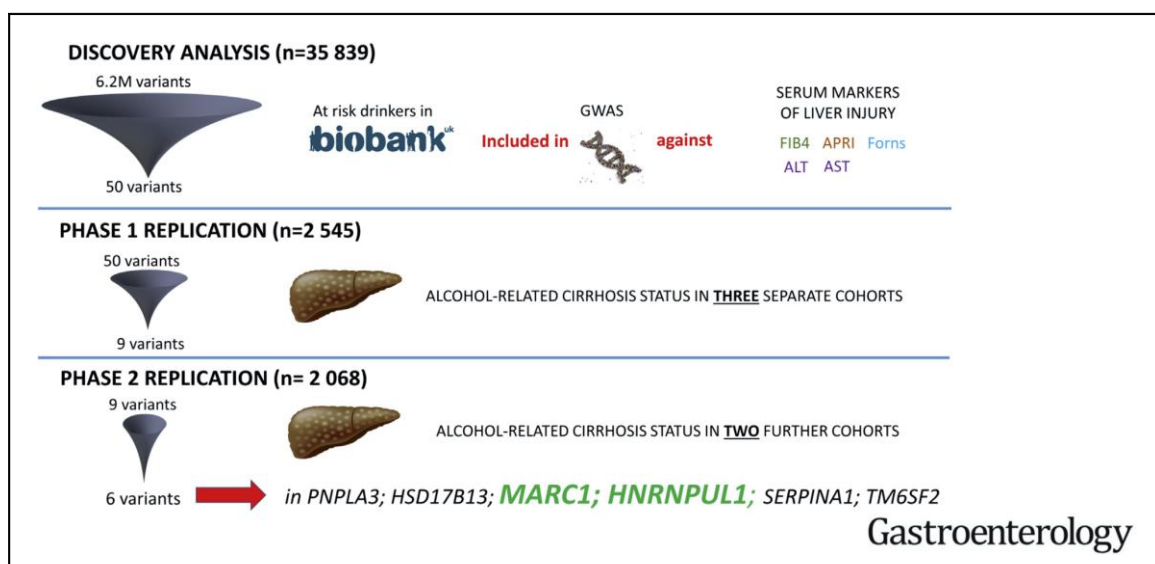 DISCOVERY ANALYSIS (n=35 839)
6.2M variants
50 variants
At risk drinkers in
biobank uk
Included in
GWAS
against
SERUM MARKERS
OF LIVER INJURY
FIB4 APRI Forns
ALT AST
PHASE 1 REPLICATION (n=2 545)
50 variants
9 variants
ALCOHOL-RELATED CIRRHOSIS STATUS IN THREE SEPARATE COHORTS
PHASE 2 REPLICATION (n= 2 068)
9 variants
ALCOHOL-RELATED CIRRHOSIS STATUS IN TWO FURTHER COHORTS
6 variants
in PNPLA3; HSD17B13; MARC1; HNRNPUL1; SERPINA1; TM6SF2
Gastroenterology